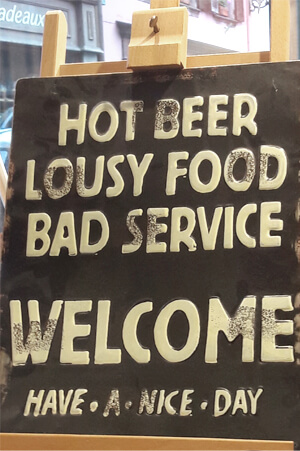 adeaux
HOT BEER
LOUSY FOOD
BAD SERVICE
WELCOME
HAVE • A • NICE • DAY